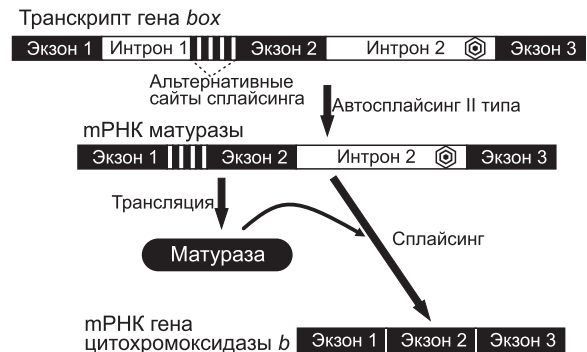 Транскрипт гена box
Экзон 1 Интрон 1 Экзон 2 Интрон 2 Экзон 3
Альтернативные
сайты сплайсинга
Автосплайсинг II типа
mРНК матуразы
Экзон 1 Экзон 2 Интрон 2 Экзон 3
Трансляция
Матураза
Сплайсинг
mРНК гена
цитохромоксидазы b
Экзон 1 Экзон 2 Экзон 3